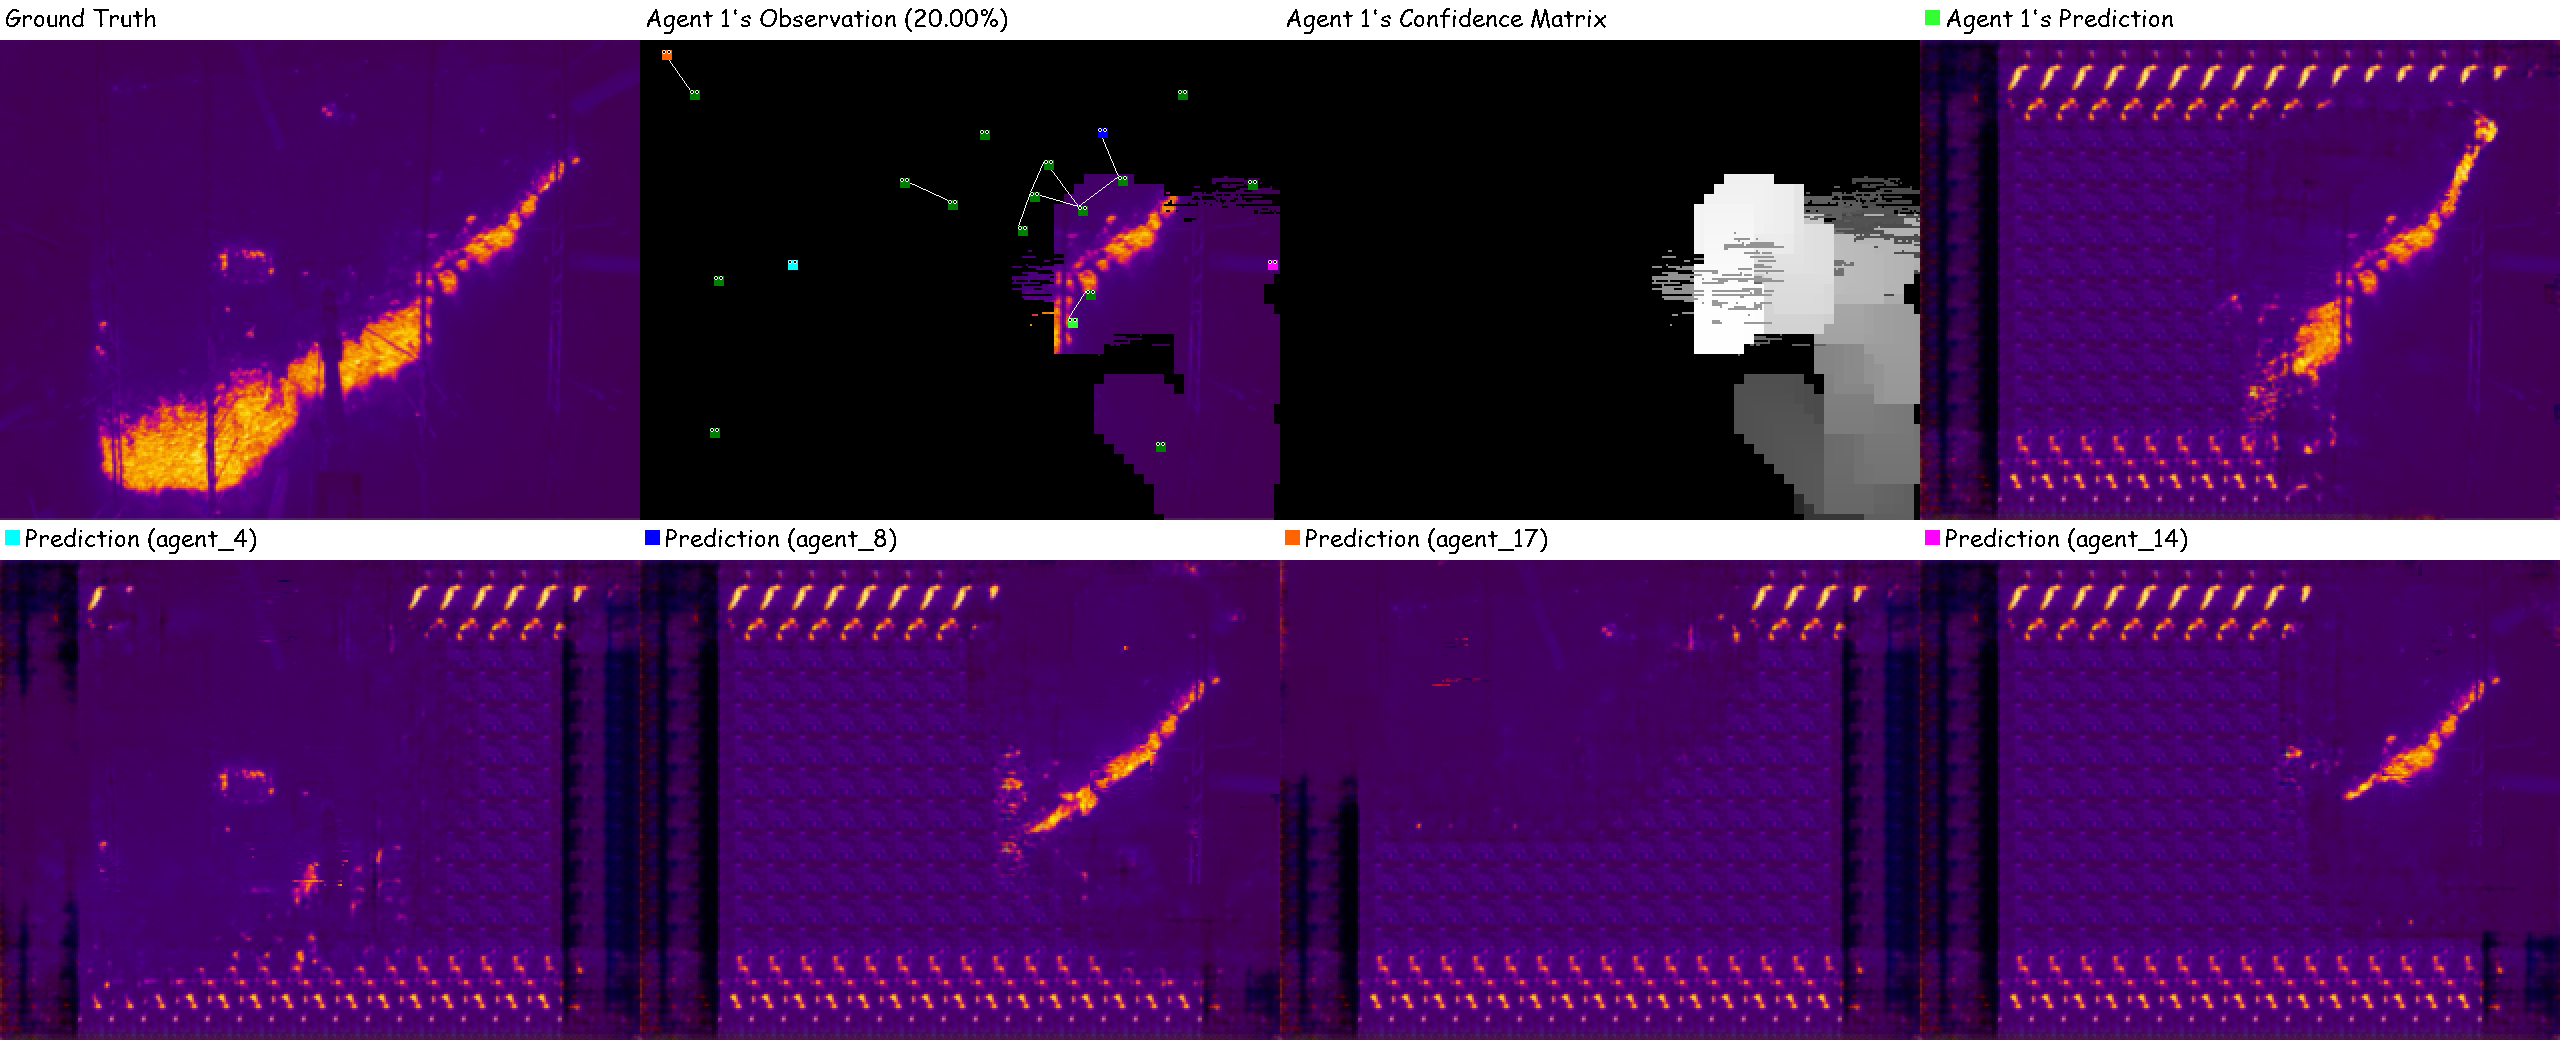 Ground Truth
Agent 1's Observation (20.00%)
Agent 1's Confidence Matrix
Agent 1's Prediction
Prediction (agent_4)
Prediction (agent_8)
Prediction (agent_17)
Prediction (agent_14)